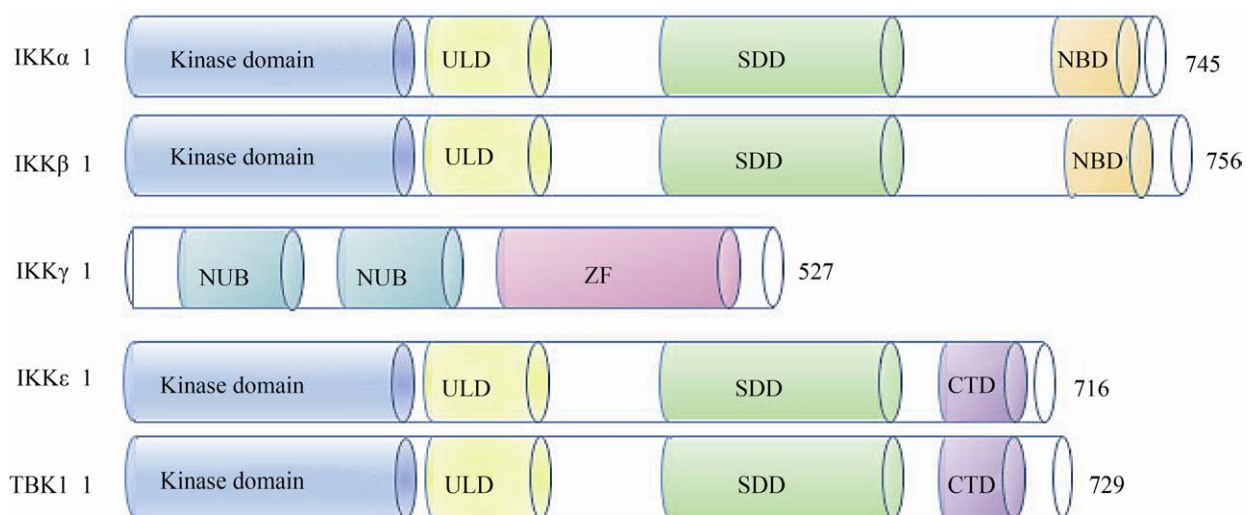 IKKα 1 Kinase domain ULD SDD NBD 745
IKKβ 1 Kinase domain ULD SDD NBD 756
IKKγ 1 NUB NUB ZF 527
IKKε 1 Kinase domain ULD SDD CTD 716
TBK1 1 Kinase domain ULD SDD CTD 729